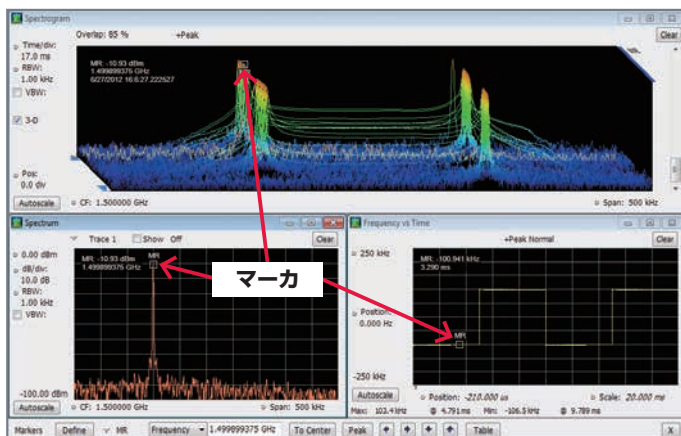 Spectrogram
Overlap: 85 %
+Peak
Clear
Time/div:
17.0 ms
RBW:
1.00 kHz
VBW:
3-D
Pos:
0.0 div
Autoscale
MR: -10.93 dBm
1.499899375 GHz
6/27/2012 16:6:27.222527
CF: 1.500000 GHz
Span: 500 kHz
Spectrum
Trace 1
Show
Off
Clear
0.00 dBm
dB/div:
10.0 dB
RBW:
1.00 kHz
VBW:
-100.00 dBm
Autoscale
MR: -10.93 dBm
1.499899375 GHz
MR
CF: 1.500000 GHz
Span: 500 kHz
マーカ
Frequency vs Time
+Peak Normal
Clear
250 kHz
Position:
0.000 Hz
-250 kHz
Autoscale
MR: -100.941 kHz
3.290 ms
MR
Position: -210.000 us
Scale: 20.000 ms
Max: 103.4 kHz @ 4.791 ms Min: -106.5 kHz @ 9.789 ms
Markers Define MR Frequency 1.499899375 GHz To Center Peak Table X